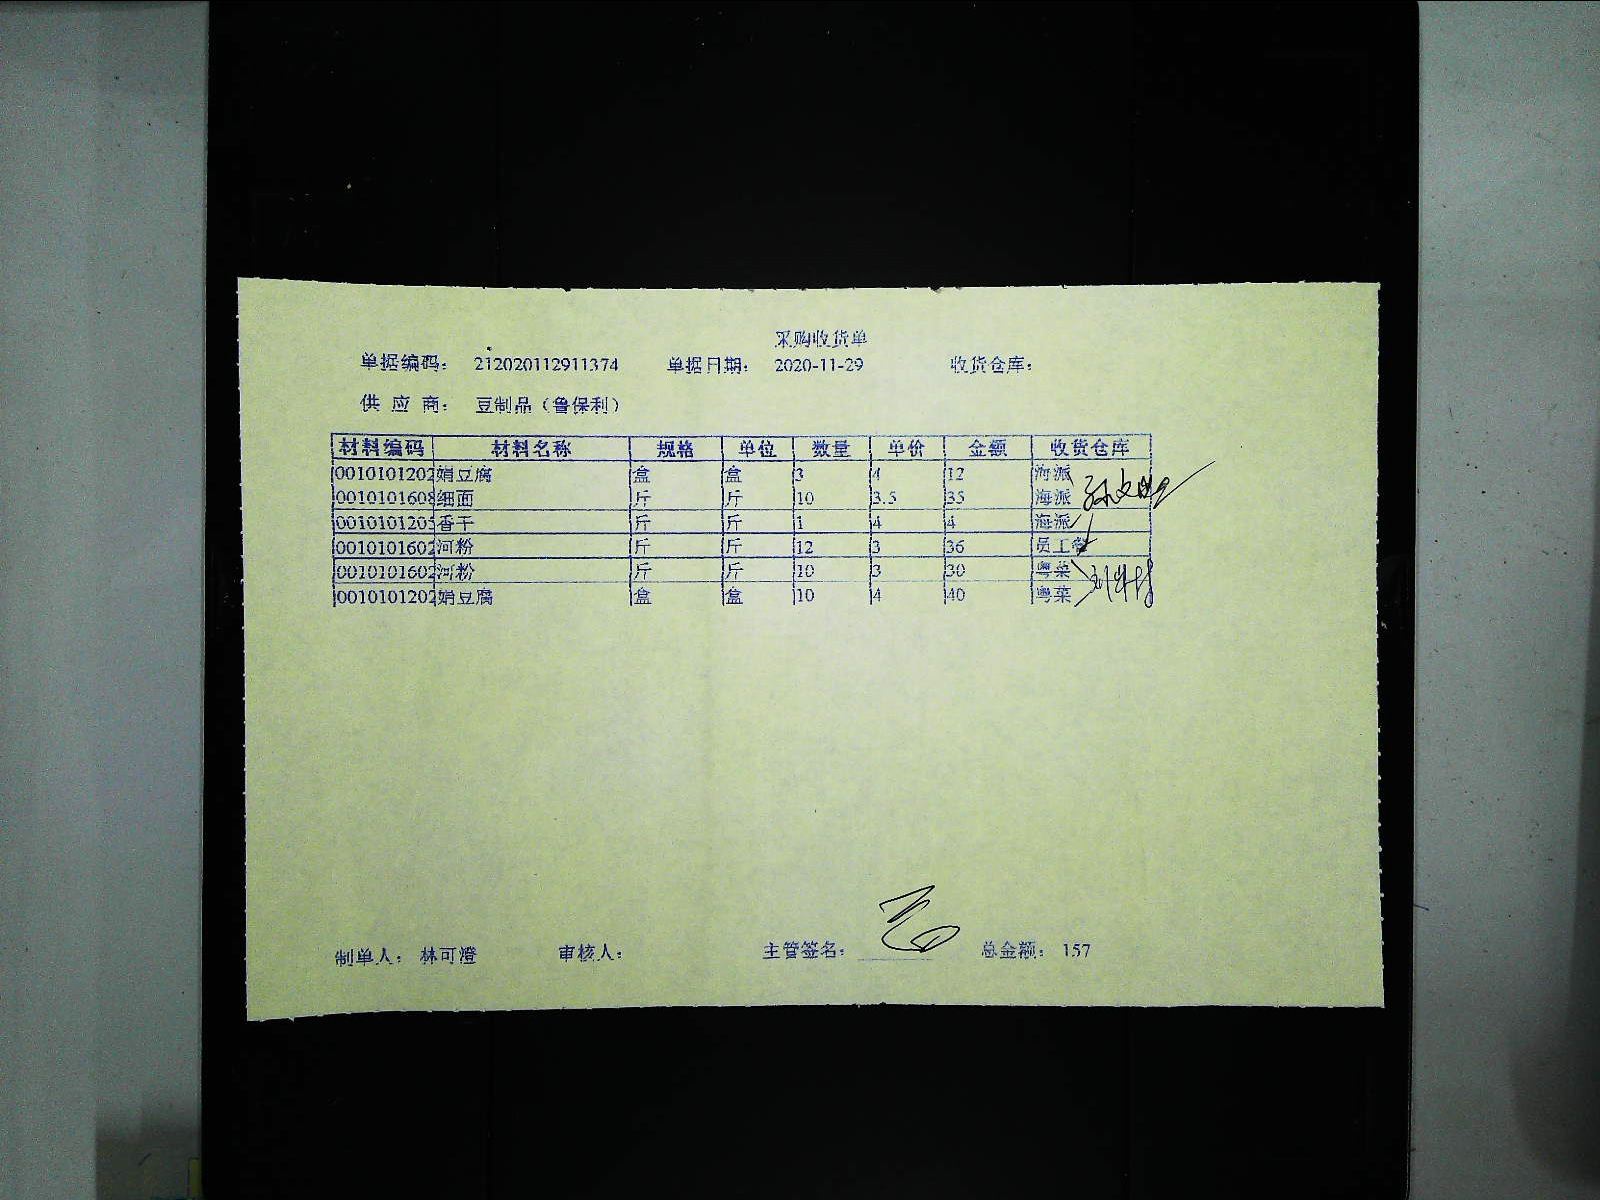 采购收货单
单据编码： 212020112911374 单据日期： 2020-11-29 收货仓库：
供 应 商： 豆制品（鲁保利）
材料编码 材料名称 规格 单位 数量 单价 金额 收货仓库
0010101202 娟豆腐 盒 盒 3 4 12 海派
0010101608 细面 斤 斤 10 3.5 35 海派
0010101205 香干 斤 斤 1 4 4 海派
0010101602 河粉 斤 斤 12 3 36 员工餐
0010101602 河粉 斤 斤 10 3 30 粤菜
0010101202 娟豆腐 盒 盒 10 4 40 粤菜
制单人： 林可澄 审核人： 主管签名： 总金额： 157